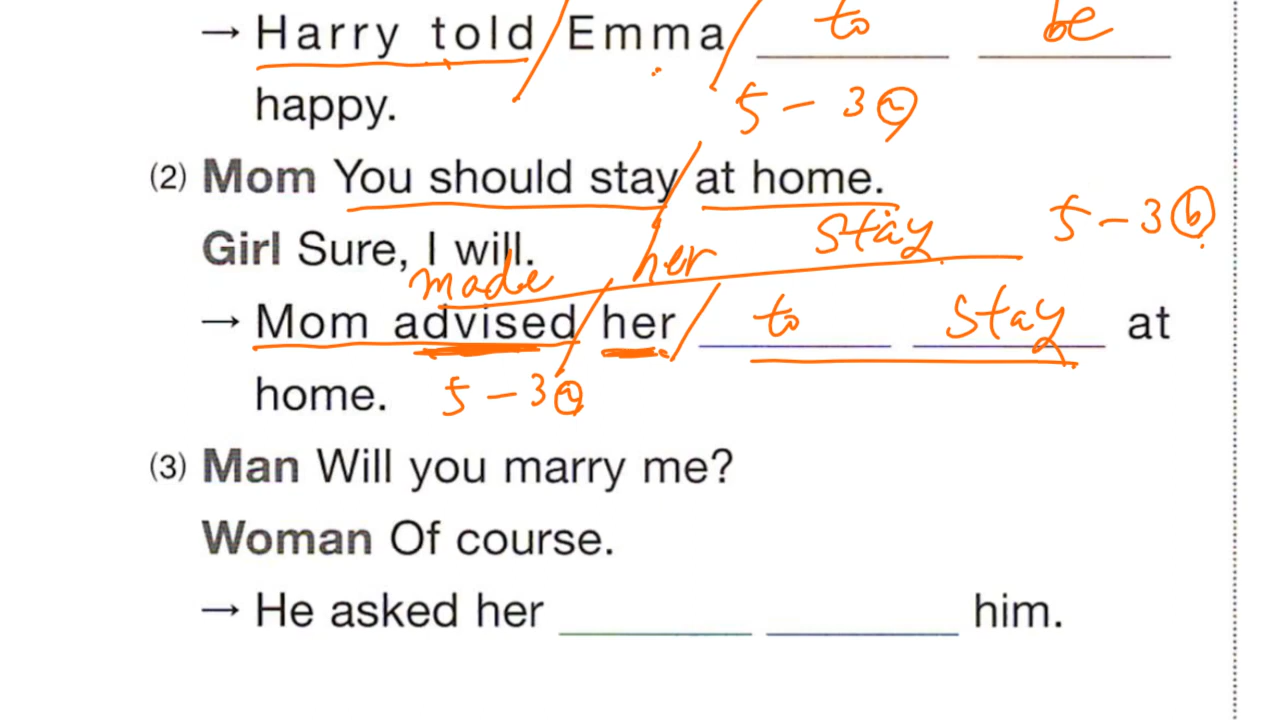 → Harry told / Emma / to be
happy. 5 - 3 ⓐ
(2) Mom You should stay / at home.
Girl Sure, I will. 5 - 3 ⓑ
made / her stay
→ Mom advised / her / to stay at
home. 5 - 3 ⓐ
(3) Man Will you marry me?
Woman Of course.
→ He asked her ____ ____ him.